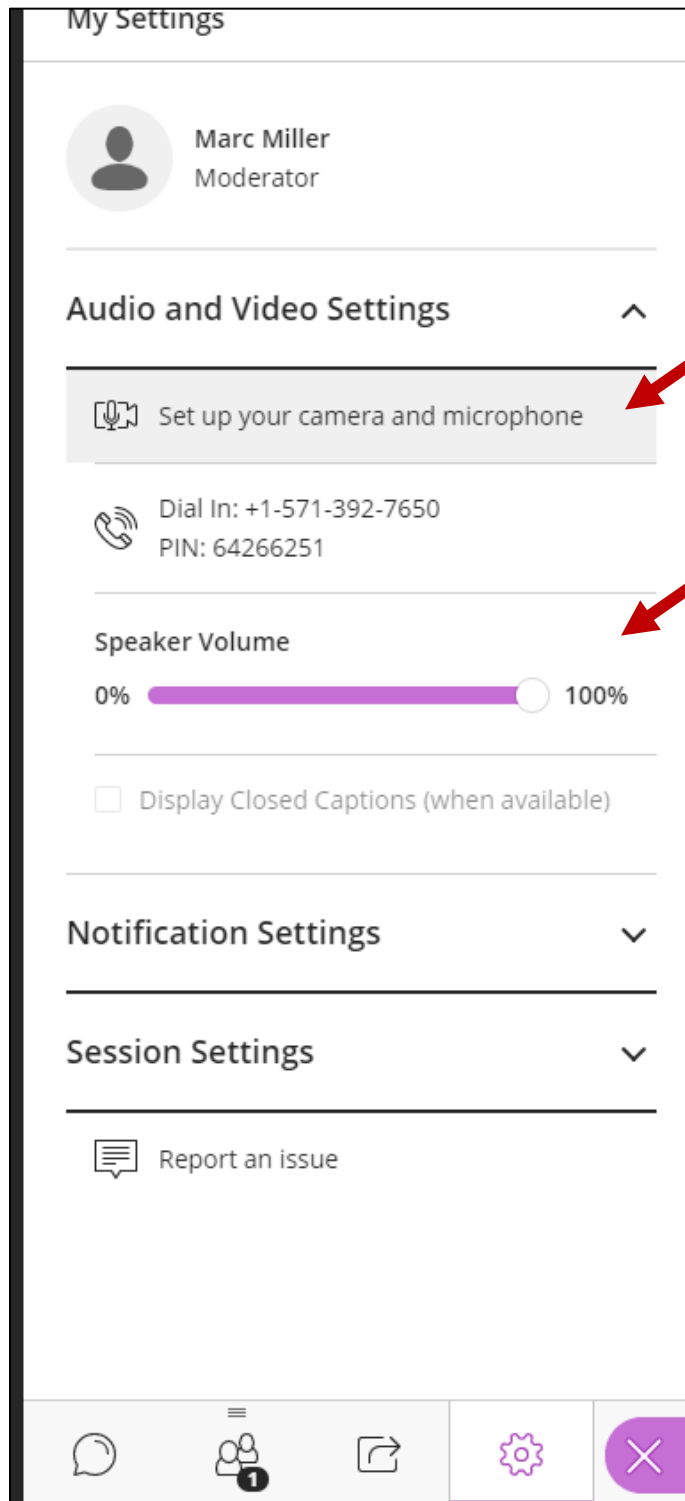 My Settings
Marc Miller
Moderator
Audio and Video Settings
Set up your camera and microphone
Dial In: +1-571-392-7650
PIN: 64266251
Speaker Volume
0% 100%
Display Closed Captions (when available)
Notification Settings
Session Settings
Report an issue
1